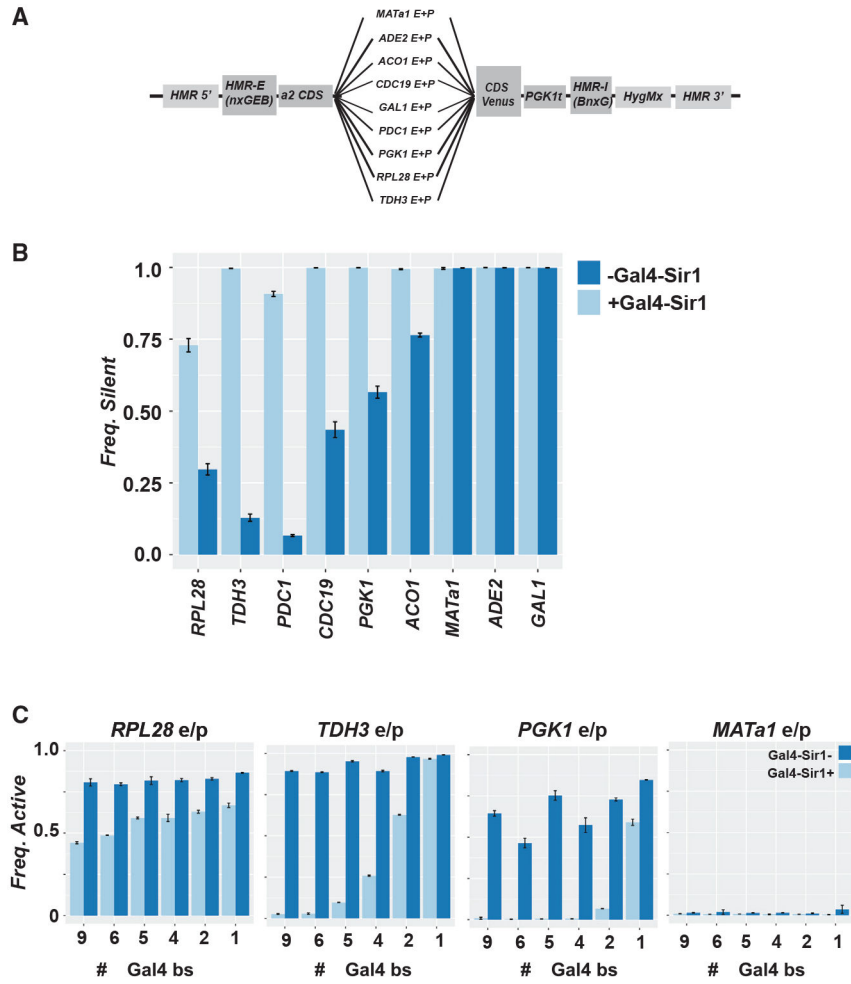 A
MATa1 E+P
ADE2 E+P
ACO1 E+P
CDC19 E+P
GAL1 E+P
PDC1 E+P
PGK1 E+P
RPL28 E+P
TDH3 E+P
HMR 5'
HMR-E
(nxGEB)
a2 CDS
CDS
Venus
PGK1t
HMR-I
(BnxG)
HygMx
HMR 3'
B
Freq. Silent
1.0
0.75
0.50
0.25
0.0
RPL28
TDH3
PDC1
CDC19
PGK1
ACO1
MATa1
ADE2
GAL1
-Gal4-Sir1
+Gal4-Sir1
C
RPL28 e/p
TDH3 e/p
PGK1 e/p
MATa1 e/p
Gal4-Sir1-
Gal4-Sir1+
Freq. Active
1.0
0.5
0
9 6 5 4 2 1
9 6 5 4 2 1
9 6 5 4 2 1
9 6 5 4 2 1
# Gal4 bs
# Gal4 bs
# Gal4 bs
# Gal4 bs